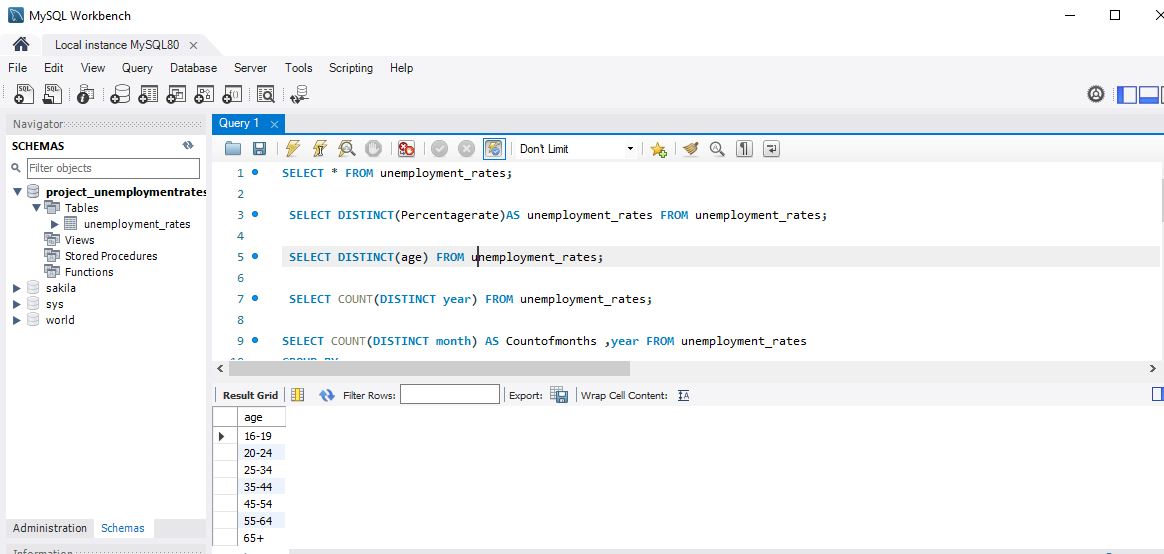 MySQL Workbench
Local instance MySQL80
File Edit View Query Database Server Tools Scripting Help
Navigator
SCHEMAS
Filter objects
project_unemploymentrates
Tables
unemployment_rates
Views
Stored Procedures
Functions
sakila
sys
world
Administration Schemas
Information
Query 1
Don't Limit
1 SELECT * FROM unemployment_rates;
2
3 SELECT DISTINCT(Percentagerate)AS unemployment_rates FROM unemployment_rates;
4
5 SELECT DISTINCT(age) FROM unemployment_rates;
6
7 SELECT COUNT(DISTINCT year) FROM unemployment_rates;
8
9 SELECT COUNT(DISTINCT month) AS Countofmonths ,year FROM unemployment_rates
10 GROUP BY
Result Grid Filter Rows: Export: Wrap Cell Content:
age
16-19
20-24
25-34
35-44
45-54
55-64
65+